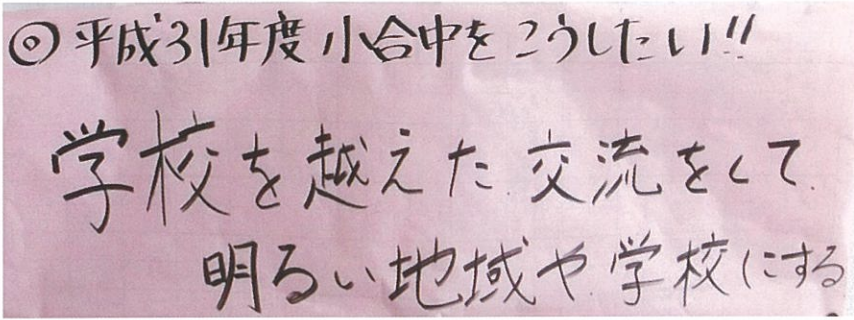 ◎平成31年度 小合中を こうしたい!!
学校を越えた交流をして
明るい地域や学校にする。